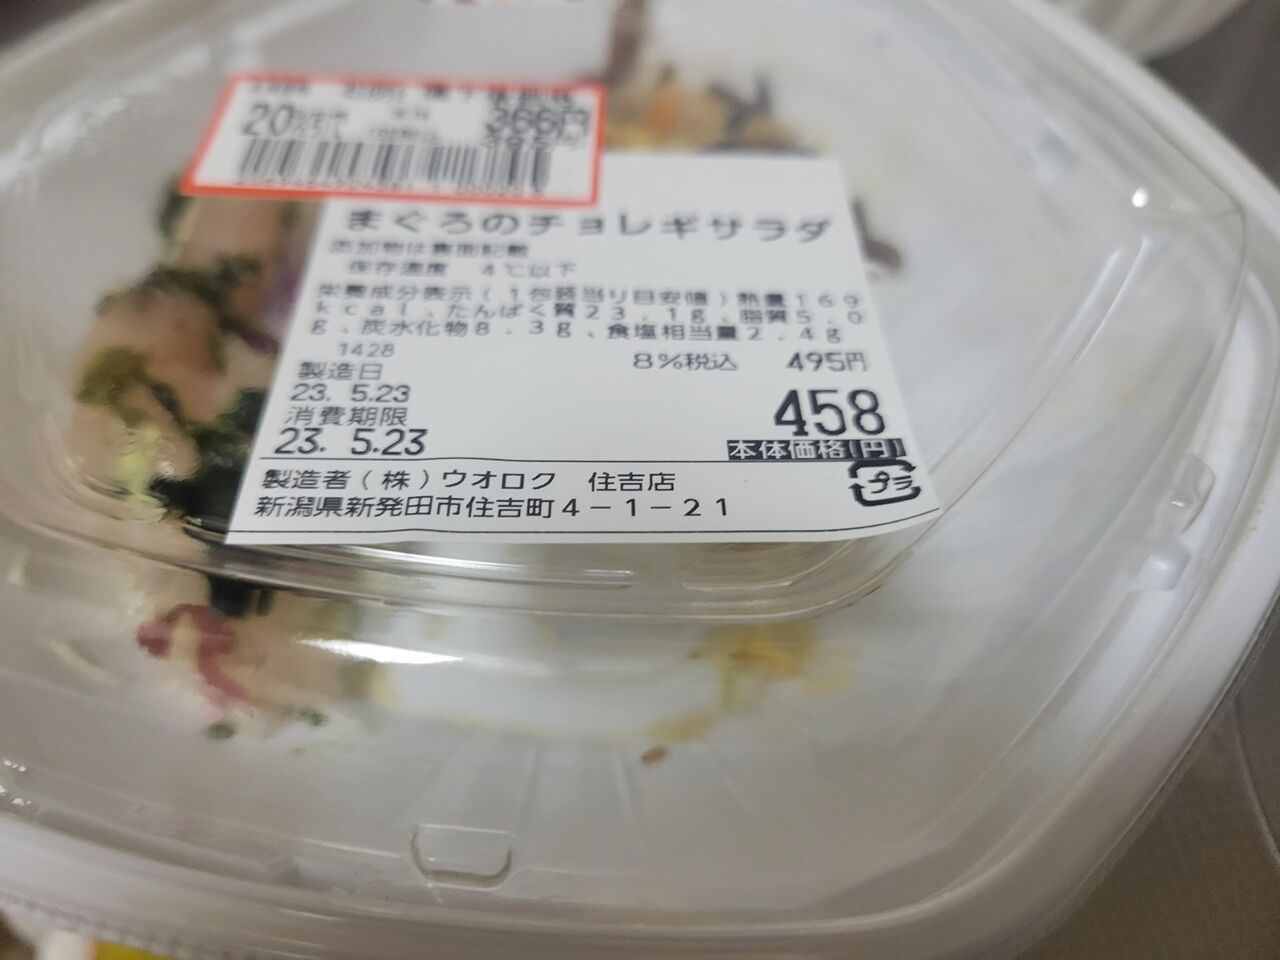 20%
366円
395円
まぐろのチョレギサラダ
添加物は裏面記載
保存温度 4℃以下
栄養成分表示(1包装当り目安値)熱量169
kcal、たんぱく質23.1g、脂質5.0
g、炭水化物8.3g、食塩相当量2.4g
1428
8%税込 495円
製造日
23. 5.23
458
消費期限
23. 5.23
本体価格(円)
プラ
製造者(株)ウオロク 住吉店
新潟県新発田市住吉町4-1-21